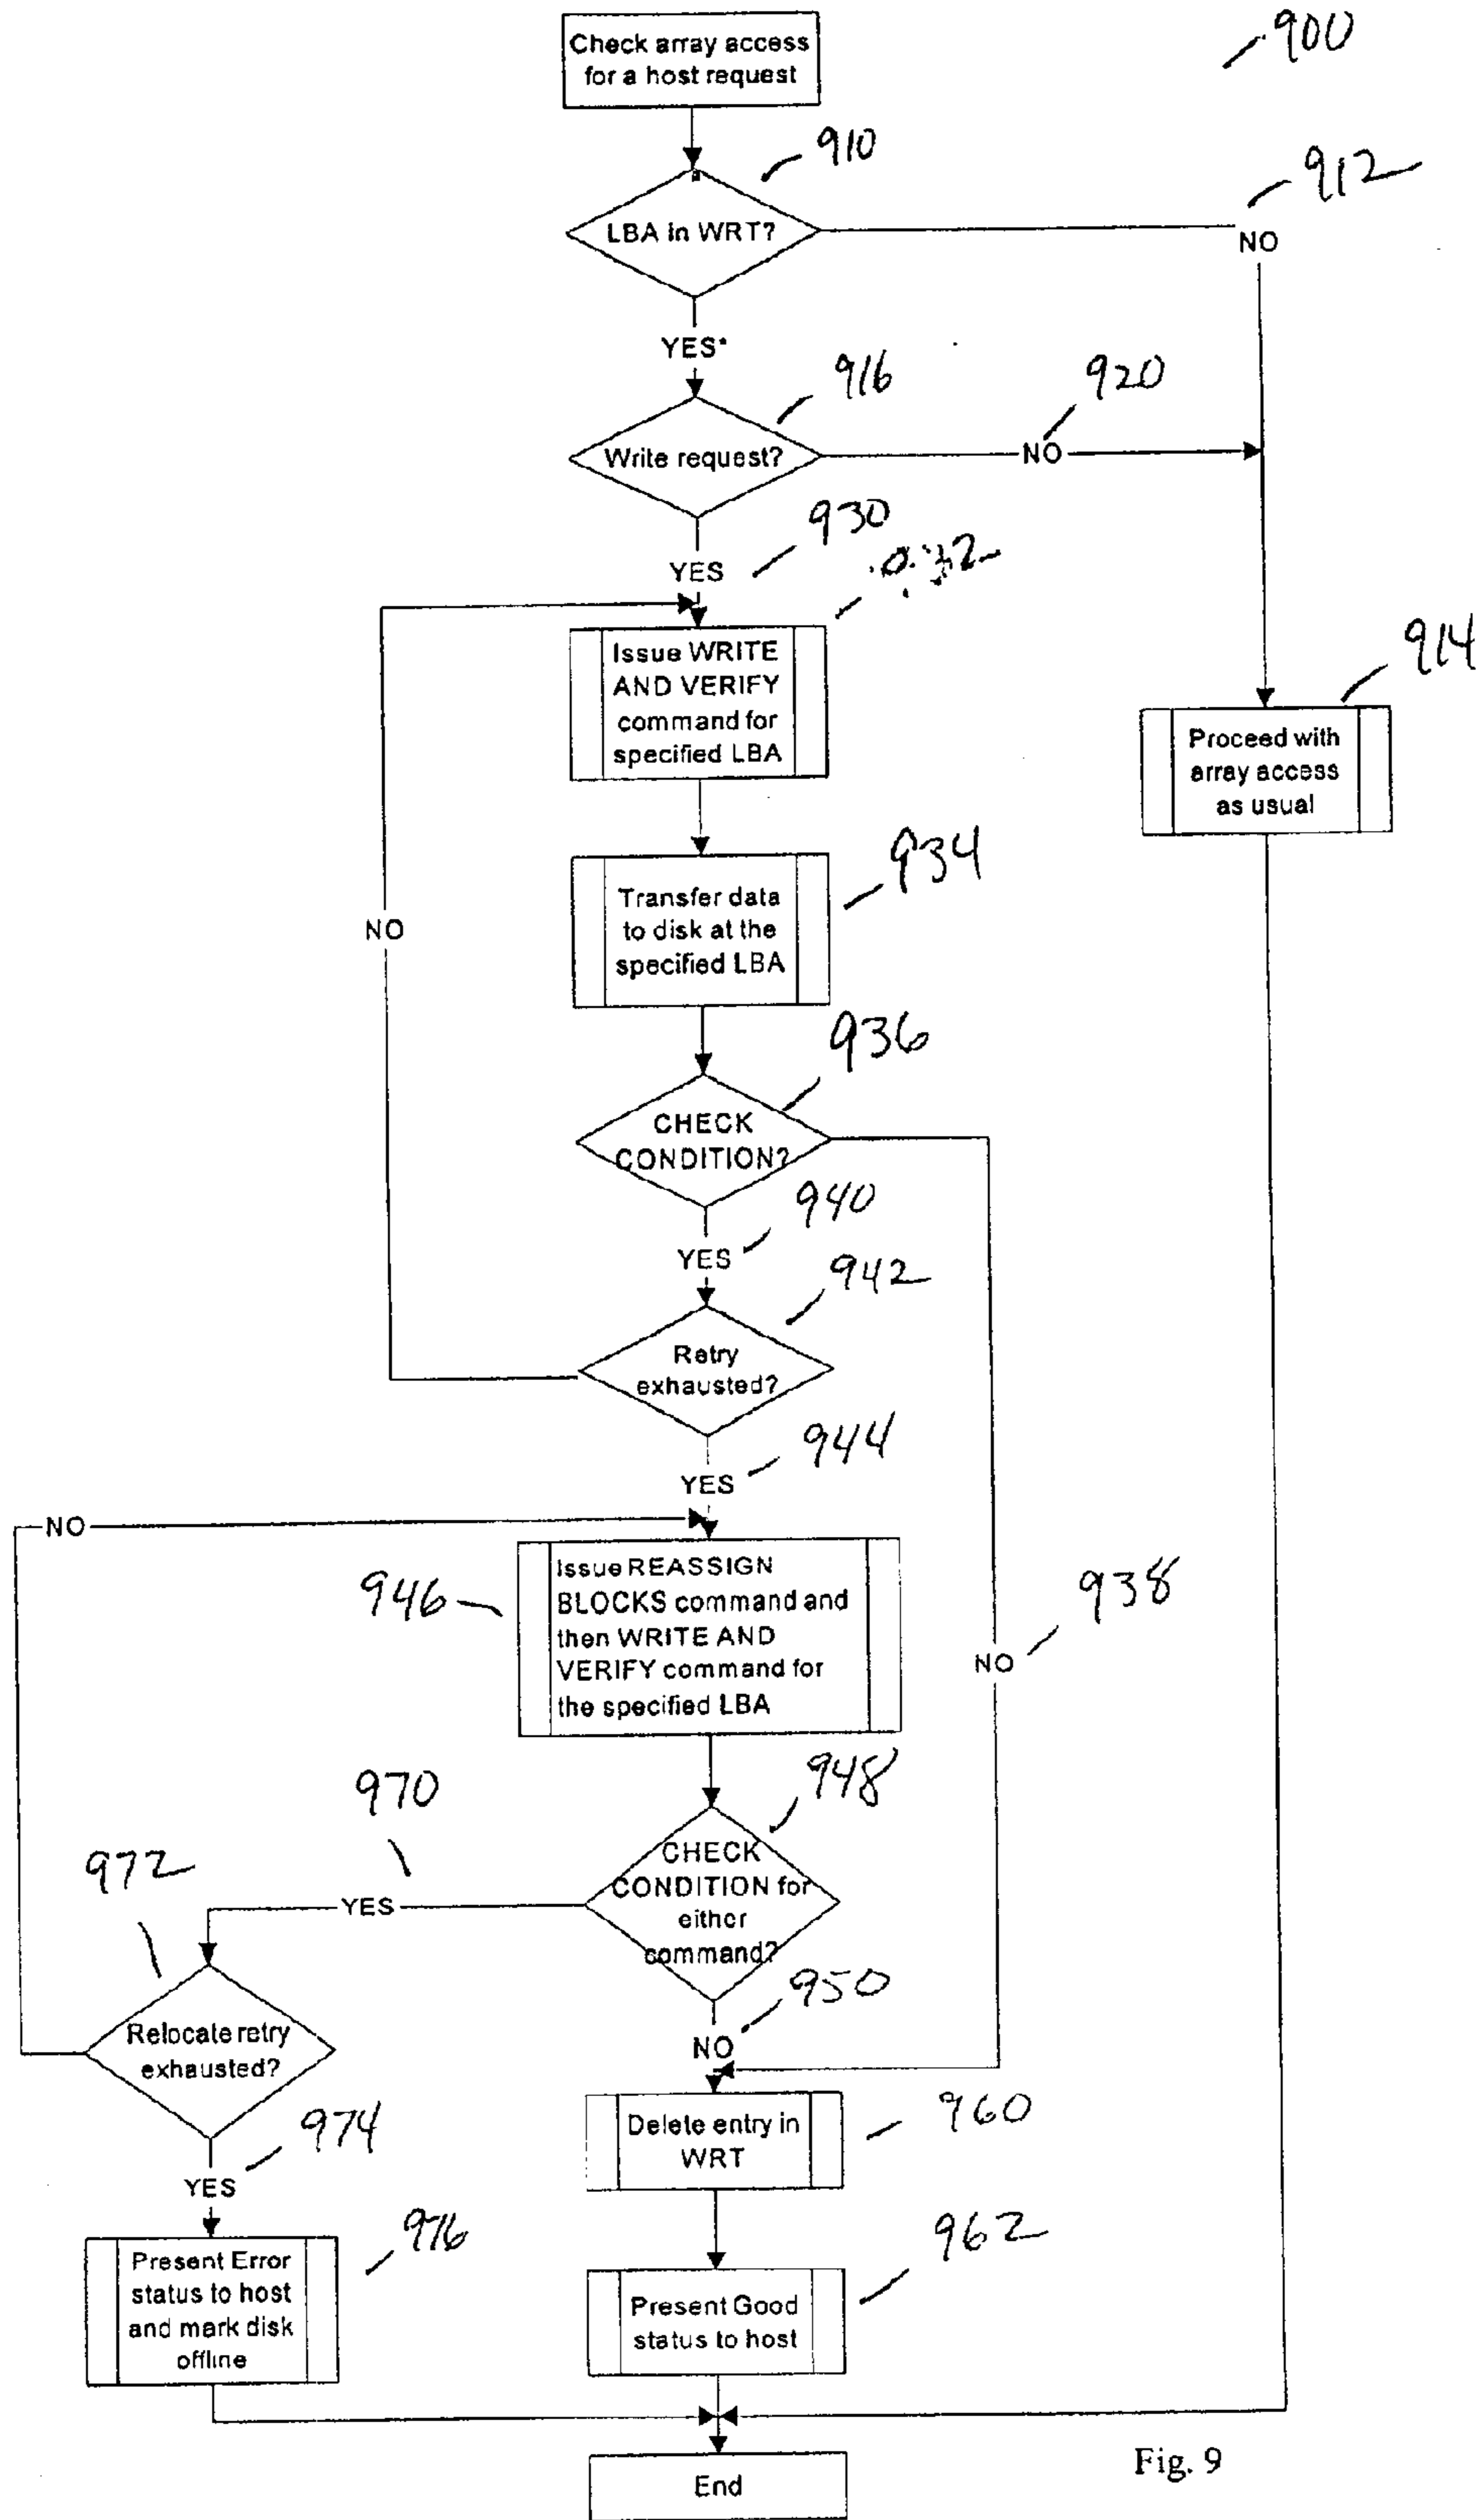 Check array access
for a host request
900
910
912
LBA in WRT?
NO
YES*
916
920
Write request?
NO
930
YES
Issue WRITE
AND VERIFY
command for
specified LBA
914
Proceed with
array access
as usual
934
Transfer data
to disk at the
specified LBA
NO
936
CHECK
CONDITION?
940
YES
942
Retry
exhausted?
944
YES
NO
946
Issue REASSIGN
BLOCKS command and
then WRITE AND
VERIFY command for
the specified LBA
938
NO
948
970
972
CHECK
CONDITION for
either
command?
YES
950
NO
Relocate retry
exhausted?
974
YES
960
Delete entry in
WRT
976
Present Error
status to host
and mark disk
offline
962
Present Good
status to host
End
Fig. 9